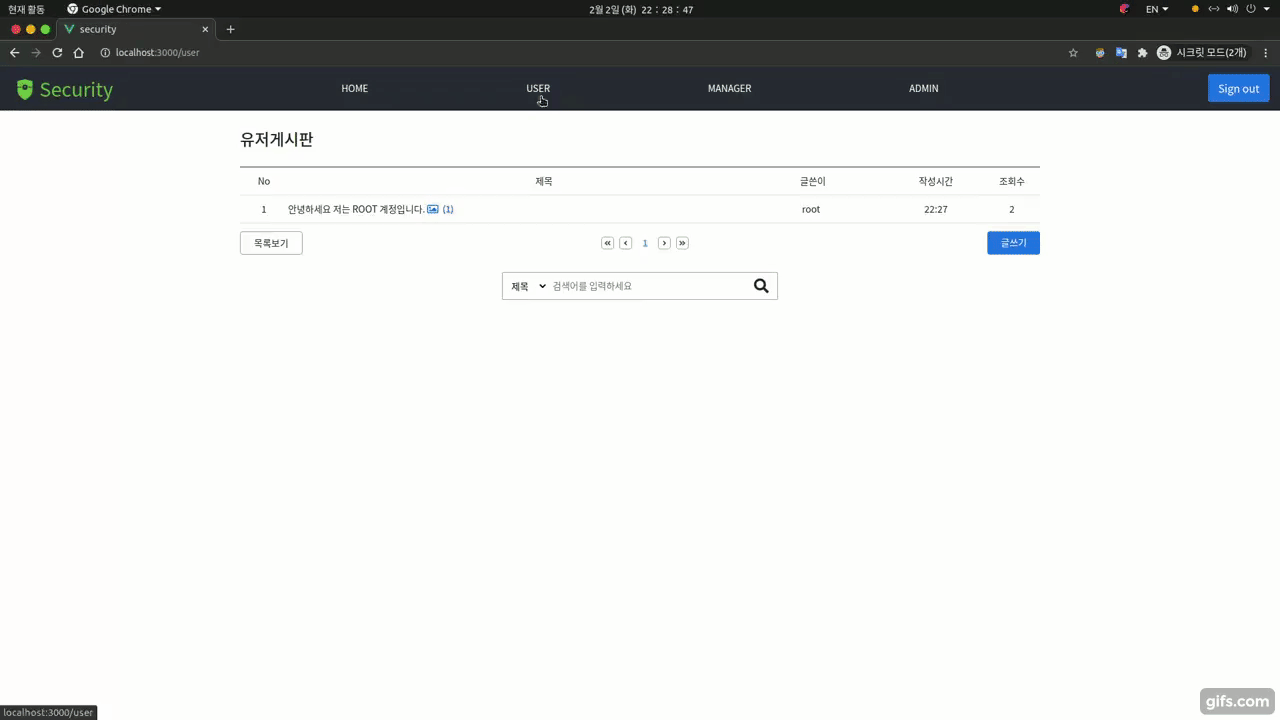 현재 활동 Google Chrome 2월 2일 (화) 22 : 28 : 47 EN
security
localhost:3000/user 시크릿 모드(2개)
Security HOME USER MANAGER ADMIN Sign out
유저게시판
No 제목 글쓴이 작성시간 조회수
1 안녕하세요 저는 ROOT 계정입니다. (1) root 22:27 2
목록보기 « ‹ 1 › » 글쓰기
제목 검색어를 입력하세요
localhost:3000/user
gifs.com